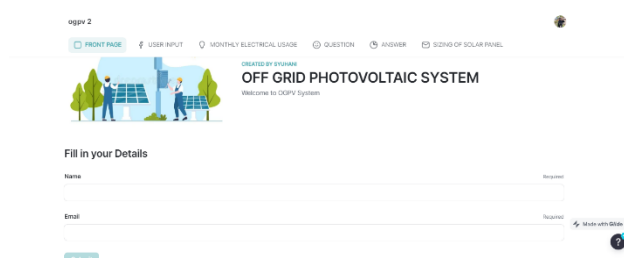 ogpv 2
FRONT PAGE USER INPUT MONTHLY ELECTRICAL USAGE QUESTION ANSWER SIZING OF SOLAR PANEL
CREATED BY SYUHANI
OFF GRID PHOTOVOLTAIC SYSTEM
Welcome to OGPV System
Fill in your Details
Name Required
Email Required
Made with Glide
?